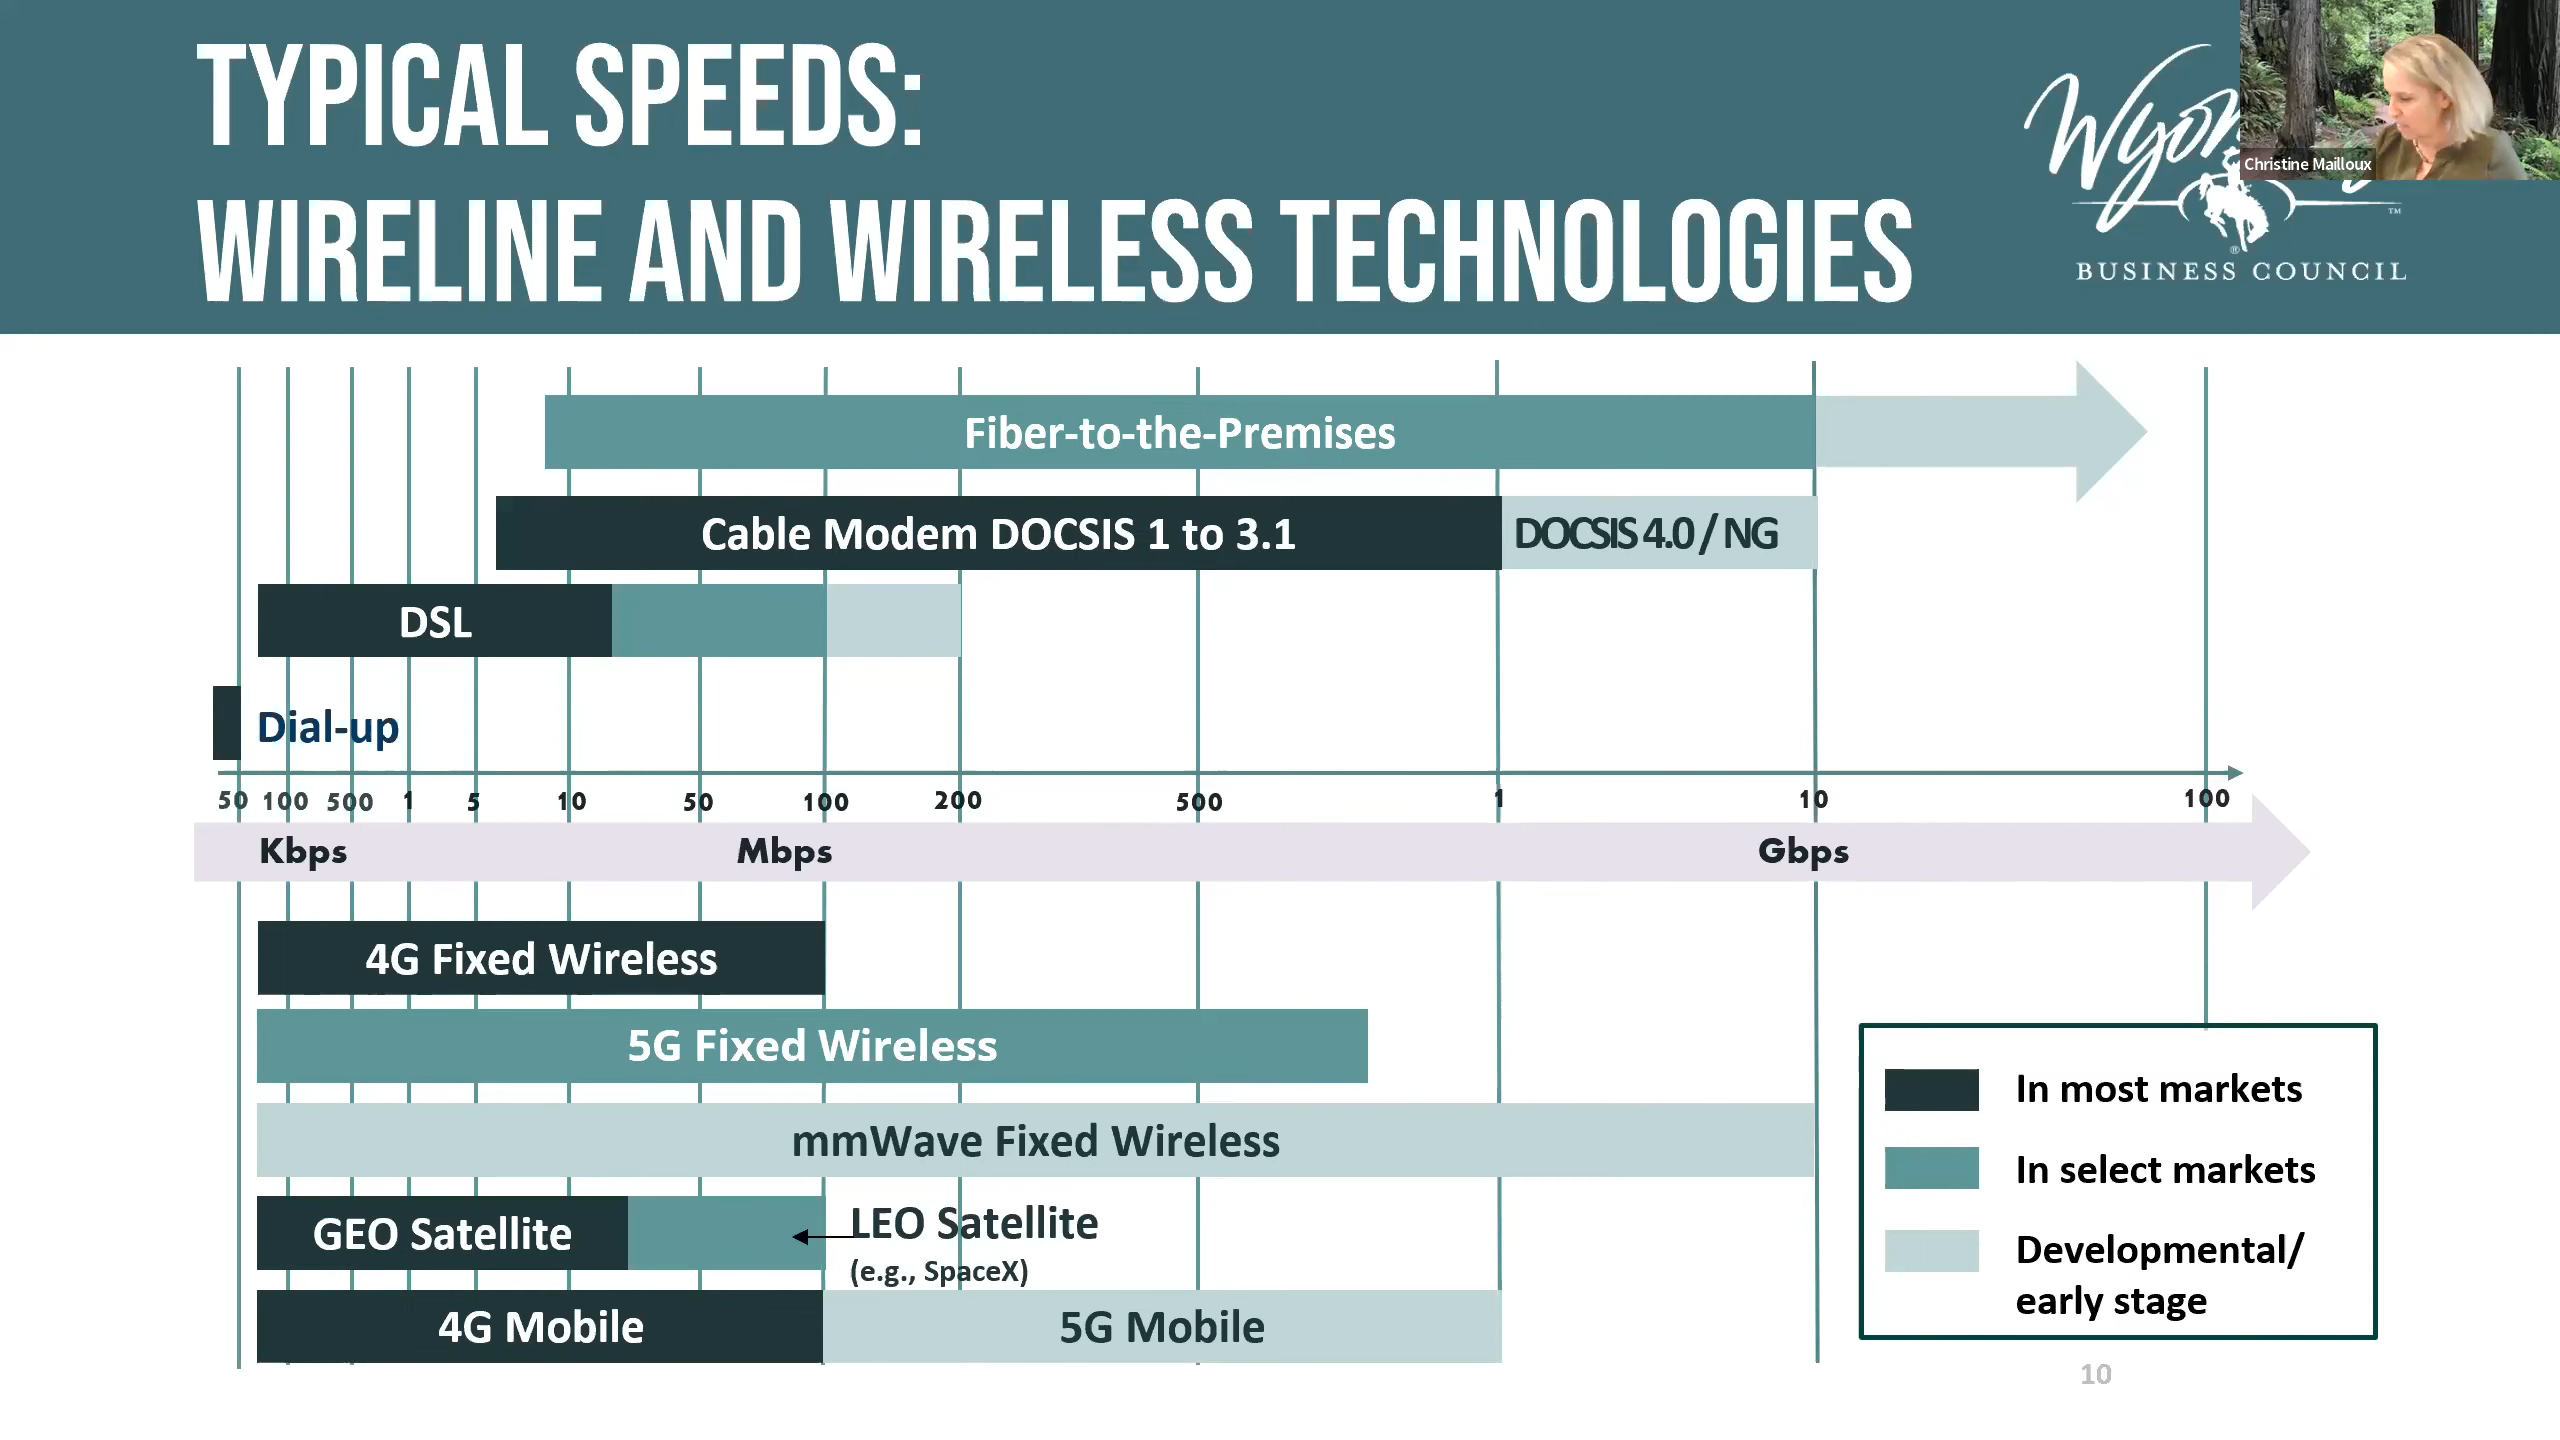 TYPICAL SPEEDS:
WIRELINE AND WIRELESS TECHNOLOGIES
Christine Mailloux
TM
®
BUSINESS COUNCIL
Fiber-to-the-Premises
Cable Modem DOCSIS 1 to 3.1
DOCSIS 4.0 / NG
DSL
Dial-up
50 100 500 1 5 10 50 100 200 500 1 10 100
Kbps Mbps Gbps
4G Fixed Wireless
5G Fixed Wireless
mmWave Fixed Wireless
GEO Satellite
LEO Satellite
(e.g., SpaceX)
4G Mobile
5G Mobile
In most markets
In select markets
Developmental/
early stage
10